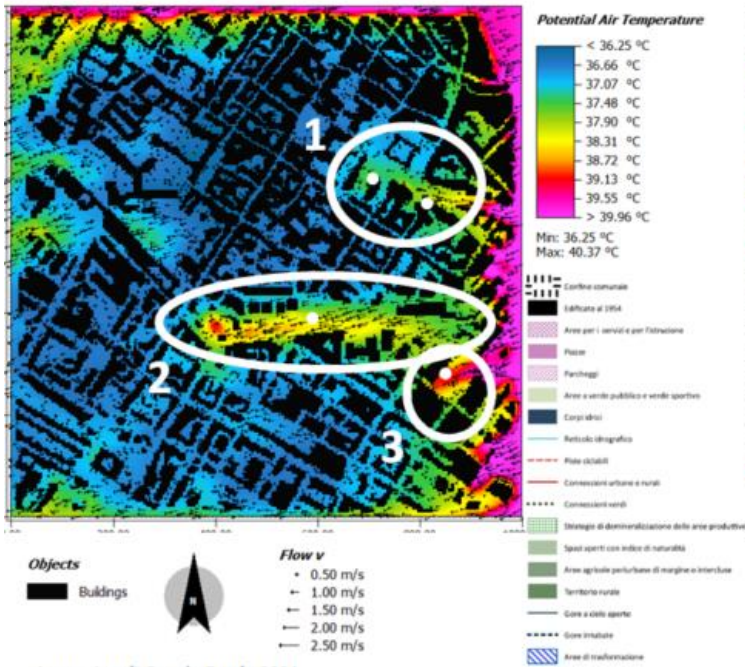 Potential Air Temperature
< 36.25 °C
36.66 °C
37.07 °C
37.48 °C
37.90 °C
38.31 °C
38.72 °C
39.13 °C
39.55 °C
> 39.96 °C
Min: 36.25 °C
Max: 40.37 °C
1
2
3
Confine comunale
Edificato al 1954
Aree per i servizi e per l'istruzione
Piazze
Parcheggi
Aree a verde pubblico e verde sportivo
Corpi idrici
Reticolo idrografico
Piste ciclabili
Connessioni urbane e rurali
Connessioni verdi
Strategie di demineralizzazione delle aree produttive
Spazi aperti con indice di naturalità
Aree agricole periurbane di margine o intercluse
Territorio rurale
Gore a cielo aperto
Gore intubate
Aree di trasformazione
Objects
Buildings
N
Flow v
0.50 m/s
1.00 m/s
1.50 m/s
2.00 m/s
2.50 m/s